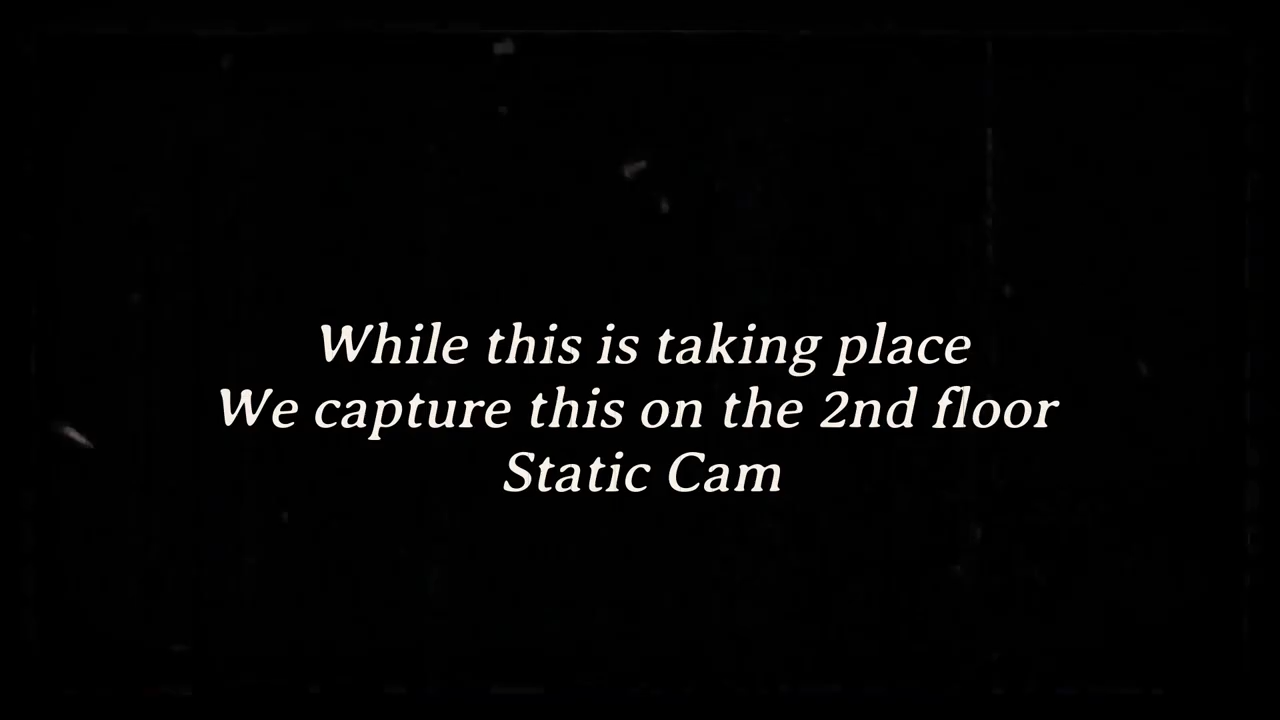 While this is taking place
We capture this on the 2nd floor
Static Cam